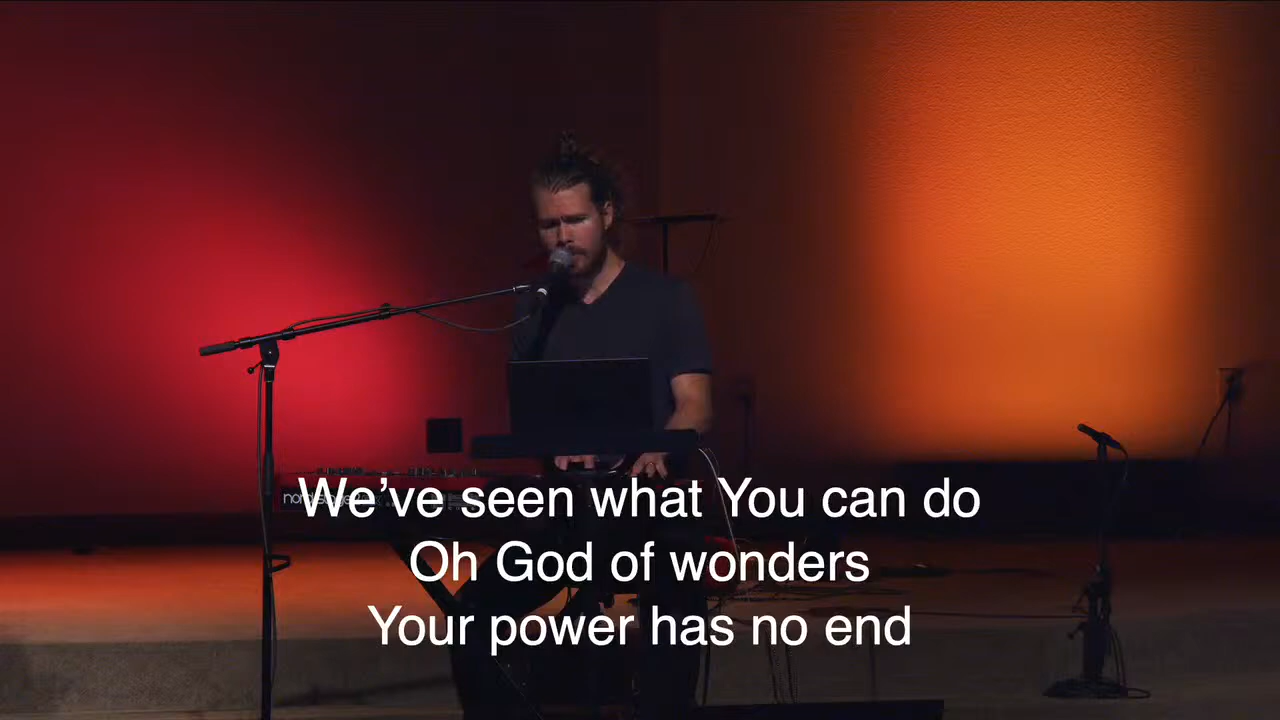 We've seen what You can do
Oh God of wonders
Your power has no end